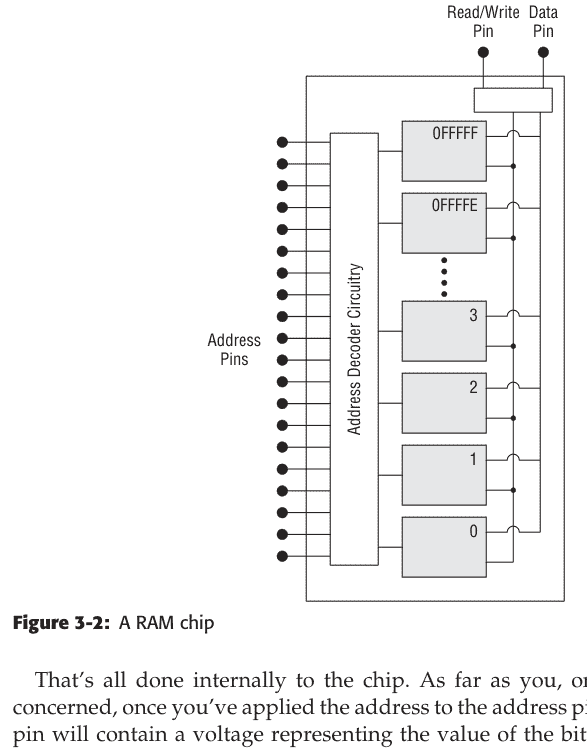 Read/Write Data
Pin Pin
0FFFFF
0FFFFE
3
Address
Pins
Address Decoder Circuitry
2
1
0
Figure 3-2: A RAM chip
That’s all done internally to the chip. As far as you, or
concerned, once you’ve applied the address to the address pi
pin will contain a voltage representing the value of the bit